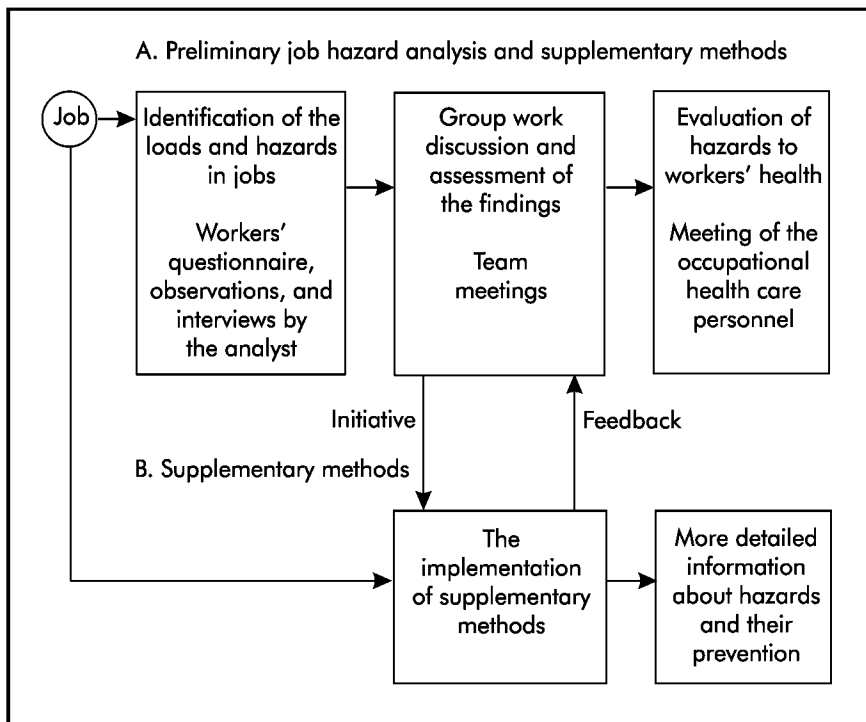 A. Preliminary job hazard analysis and supplementary methods
Job
Identification of the
loads and hazards
in jobs
Workers'
questionnaire,
observations, and
interviews by
the analyst
Group work
discussion and
assessment of
the findings
Team
meetings
Evaluation of
hazards to
workers' health
Meeting of the
occupational
health care
personnel
Initiative
Feedback
B. Supplementary methods
The
implementation
of supplementary
methods
More detailed
information
about hazards
and their
prevention